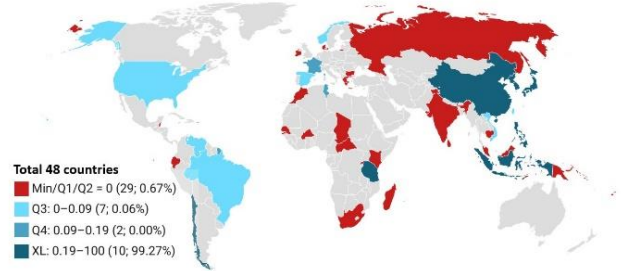 Total 48 countries
Min/Q1/Q2 = 0 (29; 0.67%)
Q3: 0–0.09 (7; 0.06%)
Q4: 0.09–0.19 (2; 0.00%)
XL: 0.19–100 (10; 99.27%)